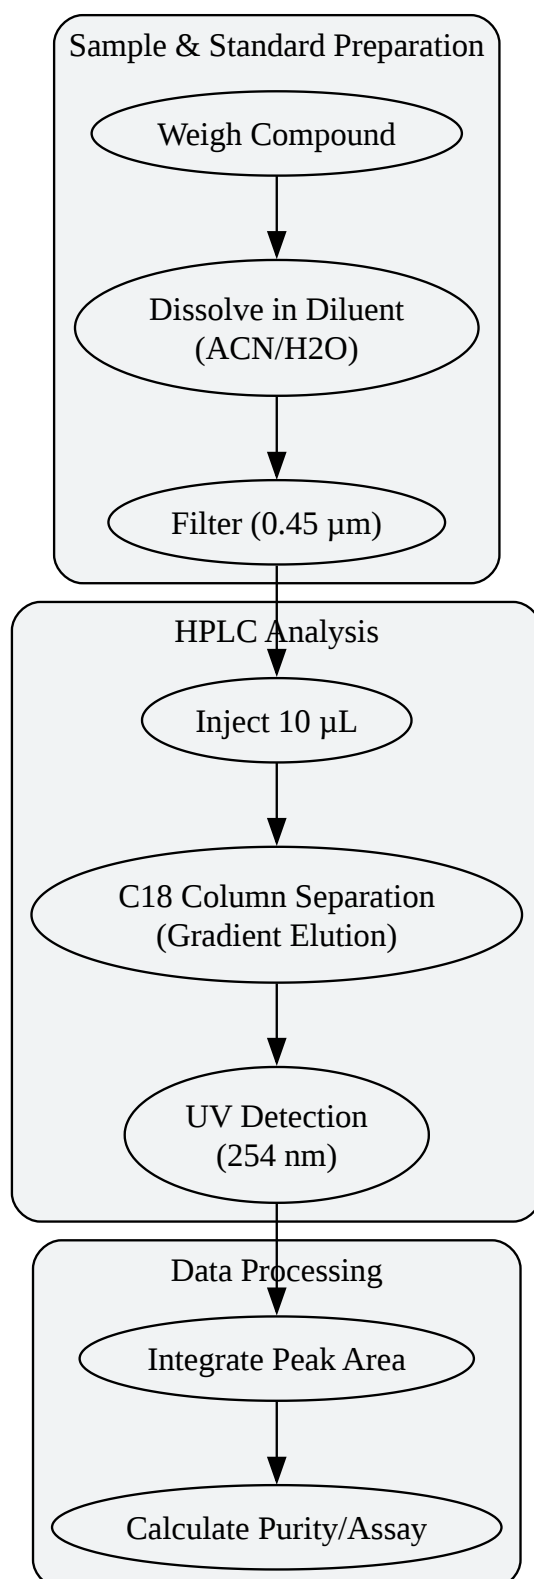 Sample & Standard Preparation
Weigh Compound
Dissolve in Diluent
(ACN/H2O)
Filter (0.45 µm)
HPLC Analysis
Inject 10 µL
C18 Column Separation
(Gradient Elution)
UV Detection
(254 nm)
Data Processing
Integrate Peak Area
Calculate Purity/Assay